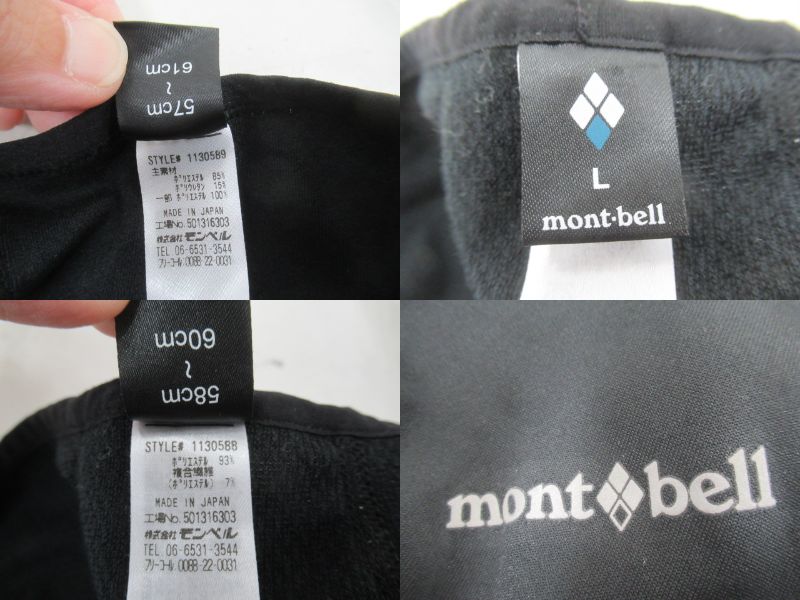 57cm
~
61cm
STYLE# 1130589
主素材
ポリエステル 85%
ポリウレタン 15%
一部 ポリエステル 100%
MADE IN JAPAN
工場No.501316303
株式会社モンベル
TEL 06-6531-3544
フリーコール:0088-22-0031
L
mont·bell
58cm
~
60cm
STYLE# 1130588
ポリエステル 93%
複合繊維
(ポリエステル) 7%
MADE IN JAPAN
工場No.501316303
株式会社モンベル
TEL 06-6531-3544
フリーコール:0088-22-0031
mont bell